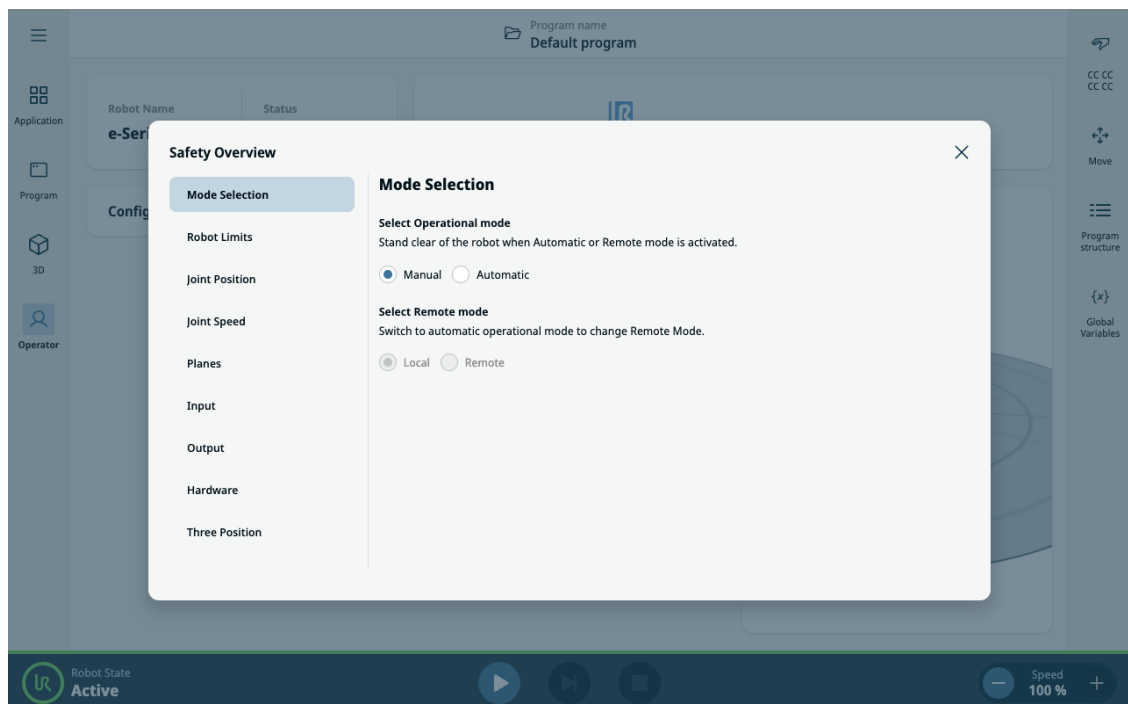 Program name
Default program
Application
Program
3D
Operator
Robot Name
Status
e-Seri
Config
Safety Overview
Mode Selection
Robot Limits
Joint Position
Joint Speed
Planes
Input
Output
Hardware
Three Position
Mode Selection
Select Operational mode
Stand clear of the robot when Automatic or Remote mode is activated.
Manual Automatic
Select Remote mode
Switch to automatic operational mode to change Remote Mode.
Local Remote
CC CC
CC CC
Move
Program
structure
{x}
Global
Variables
Robot State
Active
Speed
100 %